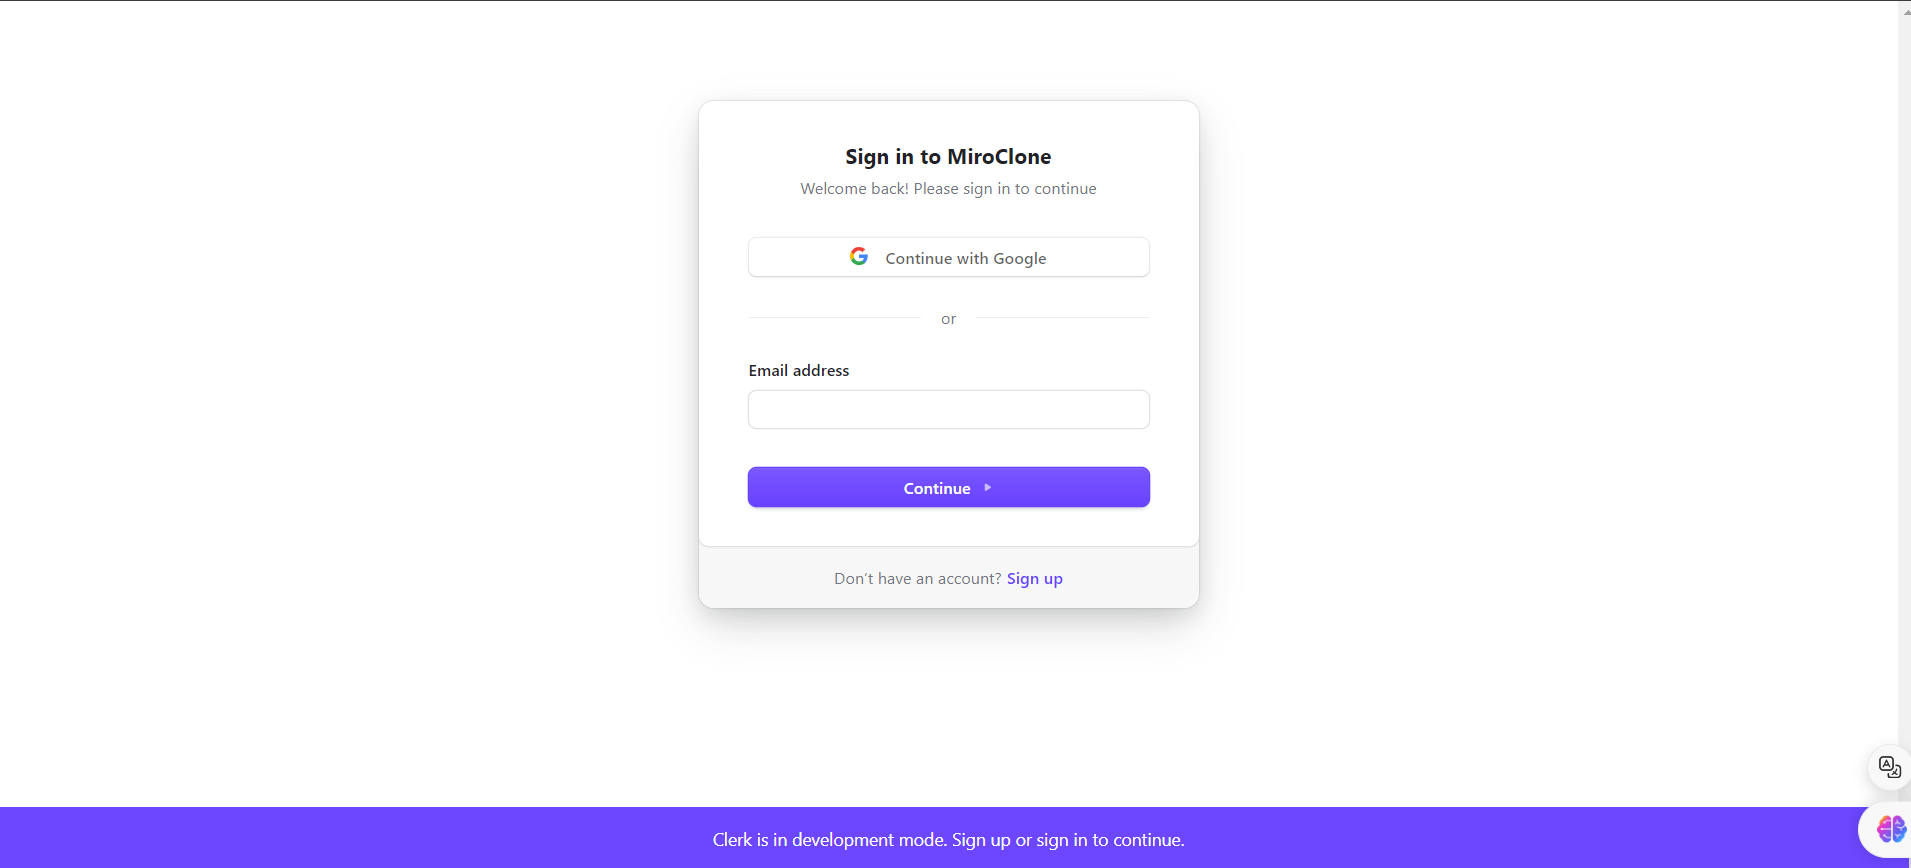 Sign in to MiroClone
Welcome back! Please sign in to continue
Continue with Google
or
Email address
Continue
Don’t have an account? Sign up
Clerk is in development mode. Sign up or sign in to continue.